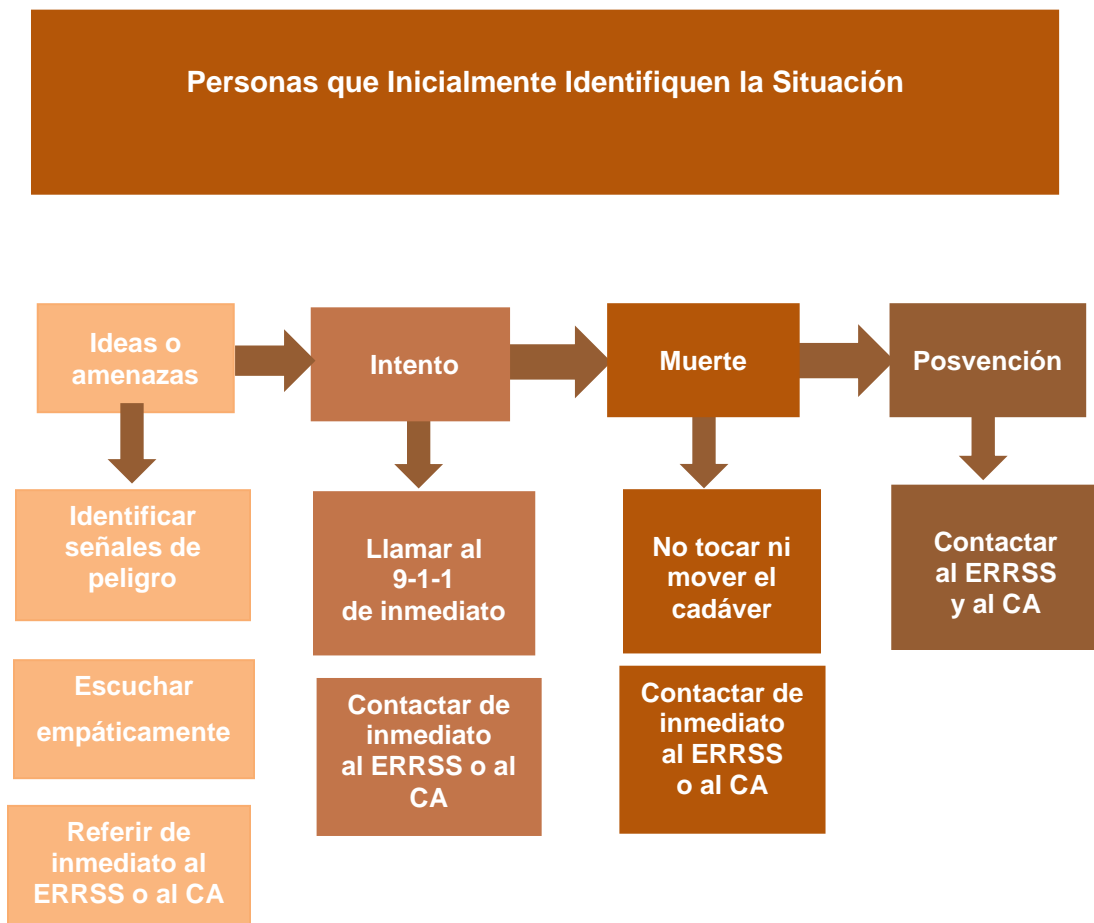 Personas que Inicialmente Identifiquen la Situación
Ideas o
amenazas
Intento
Muerte
Posvención
Identificar
señales de
peligro
Escuchar
empáticamente
Referir de
inmediato al
ERRSS o al CA
Llamar al
9-1-1
de inmediato
Contactar de
inmediato
al ERRSS o al
CA
No tocar ni
mover el
cadáver
Contactar de
inmediato
al ERRSS
o al CA
Contactar
al ERRSS
y al CA